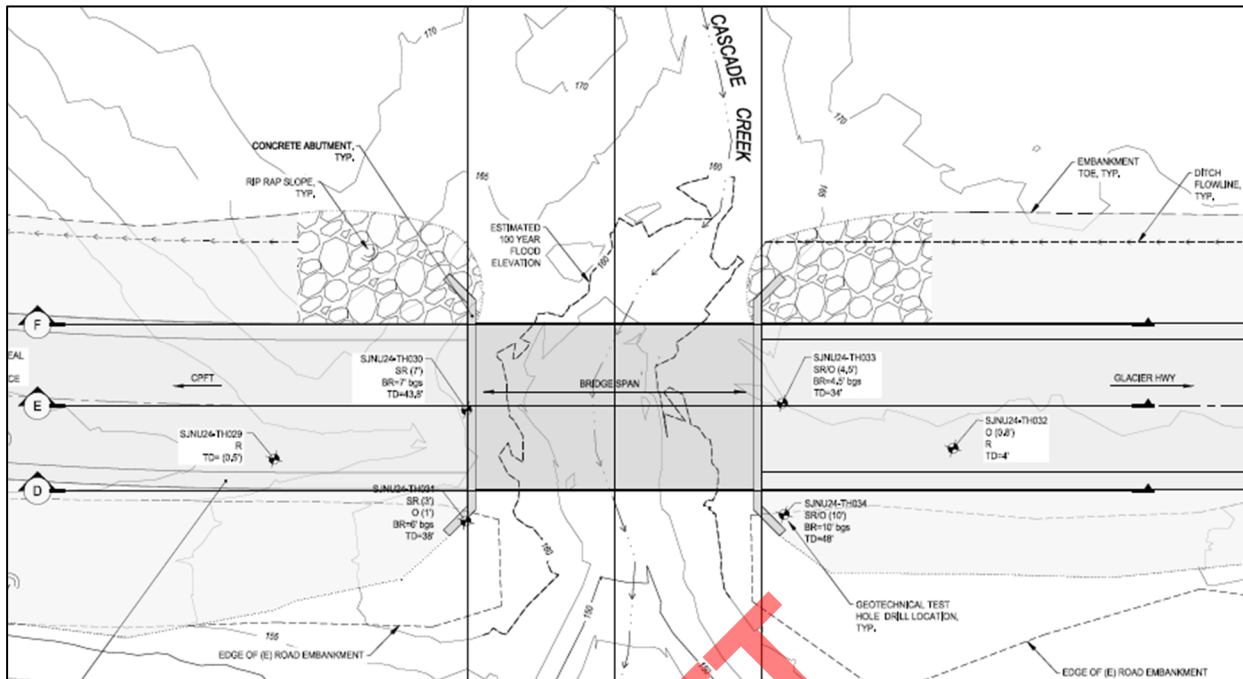 170
170
CASCADE CREEK
170
CONCRETE ABUTMENT,
TYP.
RIP RAP SLOPE,
TYP.
165
160
165
EMBANKMENT
TOE, TYP.
DITCH
FLOWLINE,
TYP.
ESTIMATED
100 YEAR
FLOOD
ELEVATION
160
F
EAL
CE
CPFT
SJNU24-TH030
SR (7')
BR=7' bgs
TD=43.8'
BRIDGE SPAN
SJNU24-TH033
SR/O (4.5')
BR=4.5' bgs
TD=34'
GLACIER HWY
E
SJNU24-TH029
R
TD= (0.5')
SJNU24-TH032
O (0.8')
R
TD=4'
D
SJNU24-TH031
SR (3')
O (1')
BR=6' bgs
TD=38'
SJNU24-TH034
SR/O (10')
BR=10' bgs
TD=48'
160
150
GEOTECHNICAL TEST
HOLE DRILL LOCATION,
TYP.
155
EDGE OF (E) ROAD EMBANKMENT
150
EDGE OF (E) ROAD EMBANKMENT
T